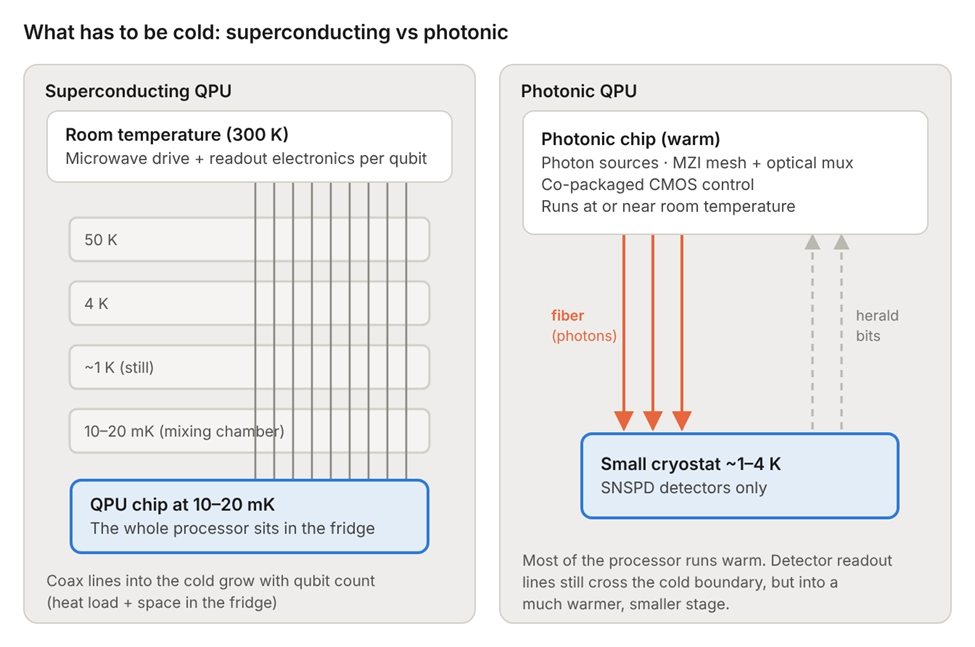 What has to be cold: superconducting vs photonic
Superconducting QPU
Room temperature (300 K)
Microwave drive + readout electronics per qubit
50 K
4 K
~1 K (still)
10–20 mK (mixing chamber)
QPU chip at 10–20 mK
The whole processor sits in the fridge
Coax lines into the cold grow with qubit count
(heat load + space in the fridge)
Photonic QPU
Photonic chip (warm)
Photon sources · MZI mesh + optical mux
Co-packaged CMOS control
Runs at or near room temperature
fiber
(photons)
herald
bits
Small cryostat ~1–4 K
SNSPD detectors only
Most of the processor runs warm. Detector readout
lines still cross the cold boundary, but into a
much warmer, smaller stage.